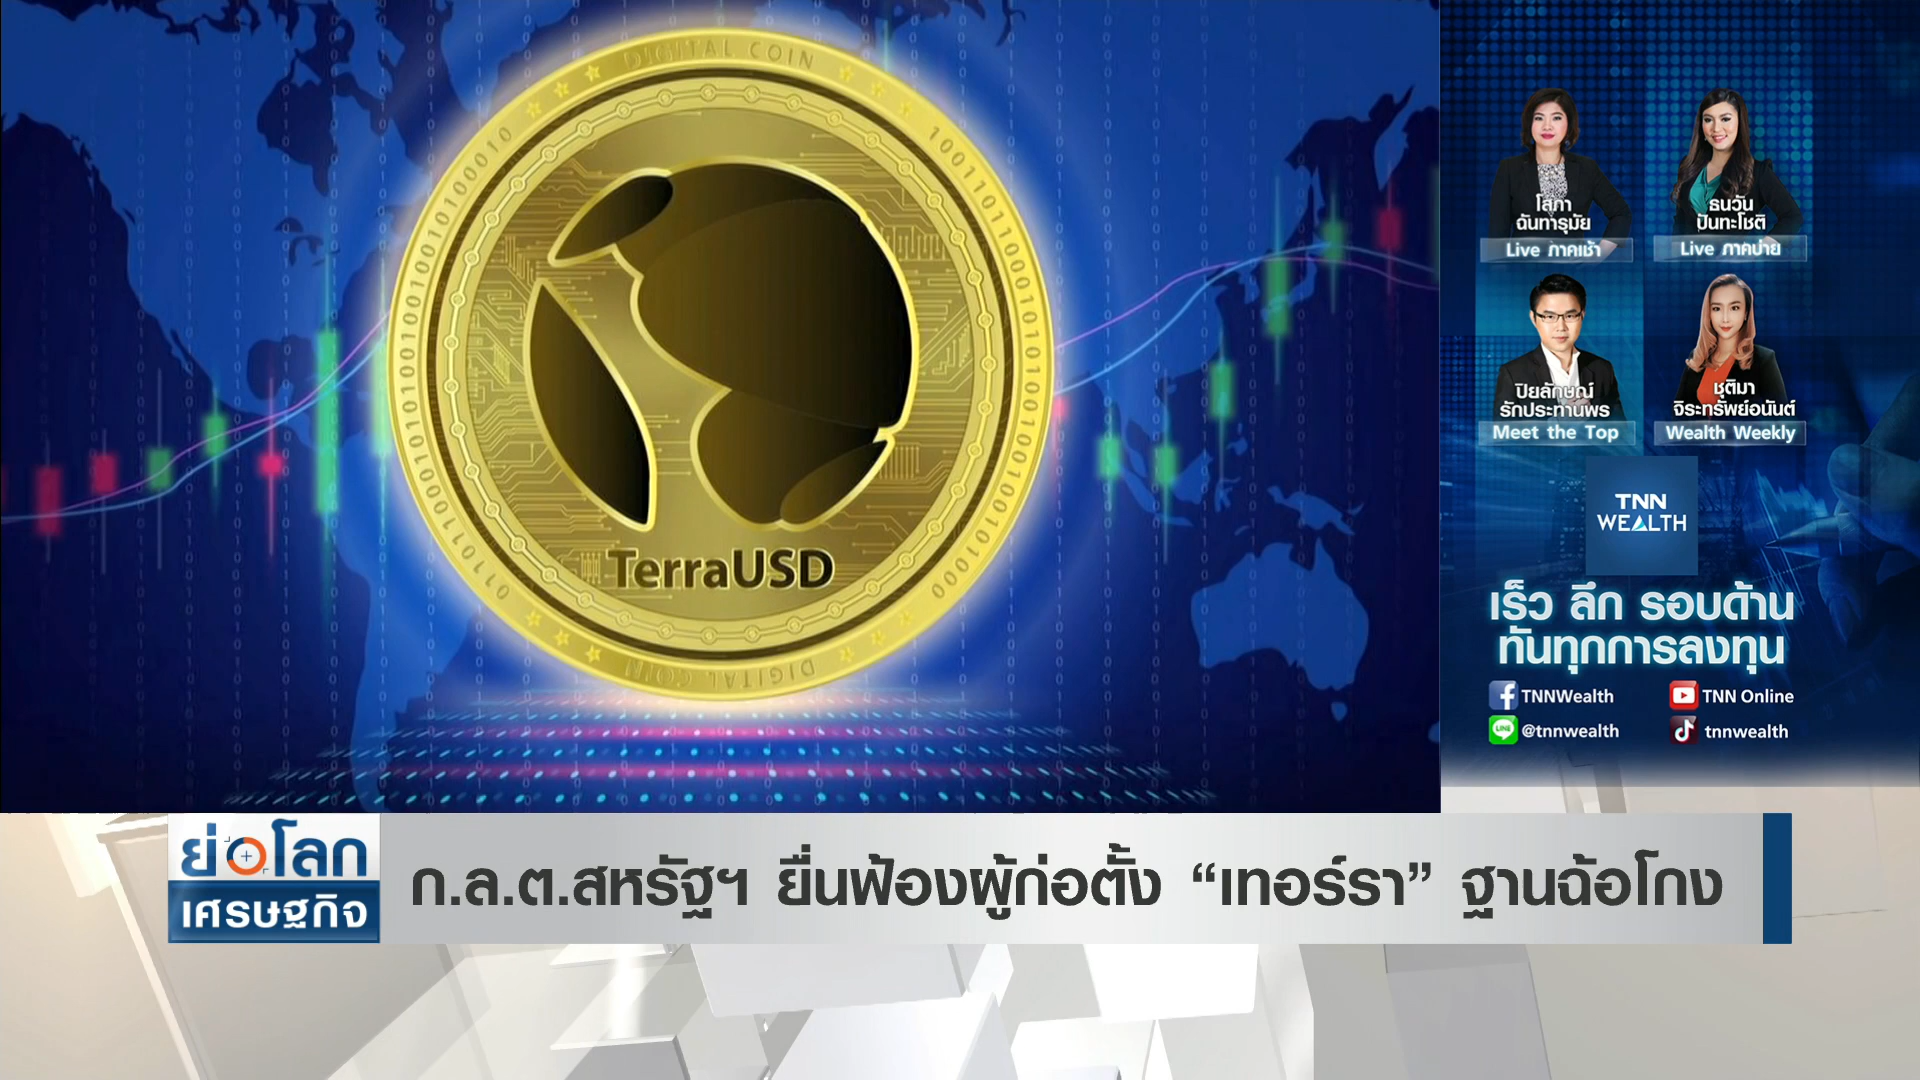 DIGITAL COIN
TerraUSD
DIGITAL COIN
โสภา
ฉันทารุมัย
Live ภาคเช้า
ธนวัน
ปันทะโชติ
Live ภาคบ่าย
ปิยลักษณ์
รักประทานพร
Meet the Top
ชุติมา
จิระทรัพย์อนันต์
Wealth Weekly
TNN
WEALTH
เร็ว ลึก รอบด้าน
ทันทุกการลงทุน
TNNWealth
TNN Online
LINE
@tnnwealth
tnnwealth
ย่อโลก
เศรษฐกิจ
ก.ล.ต.สหรัฐฯ ยื่นฟ้องผู้ก่อตั้ง “เทอร์รา” ฐานฉ้อโกง